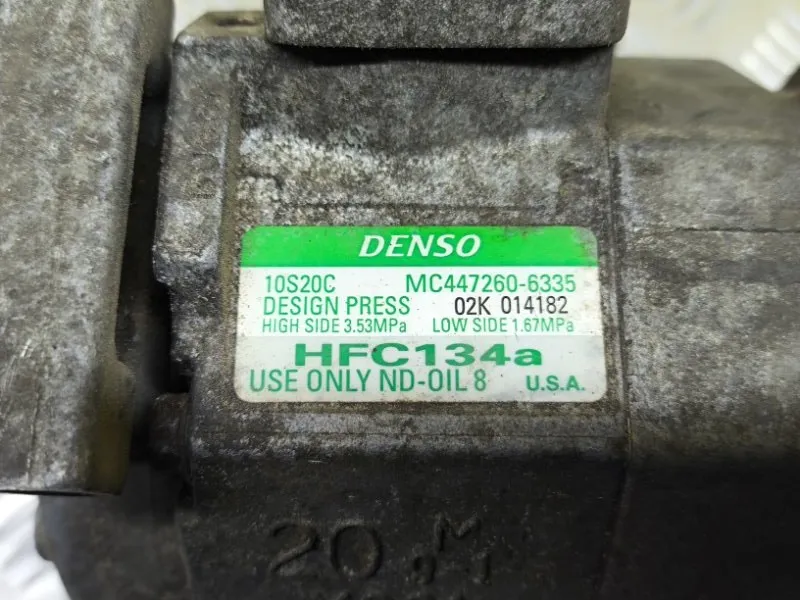 DENSO
10S20C MC447260-6335
DESIGN PRESS 02K 014182
HIGH SIDE 3.53MPa LOW SIDE 1.67MPa
HFC134a
USE ONLY ND-OIL 8 U.S.A.
20 M